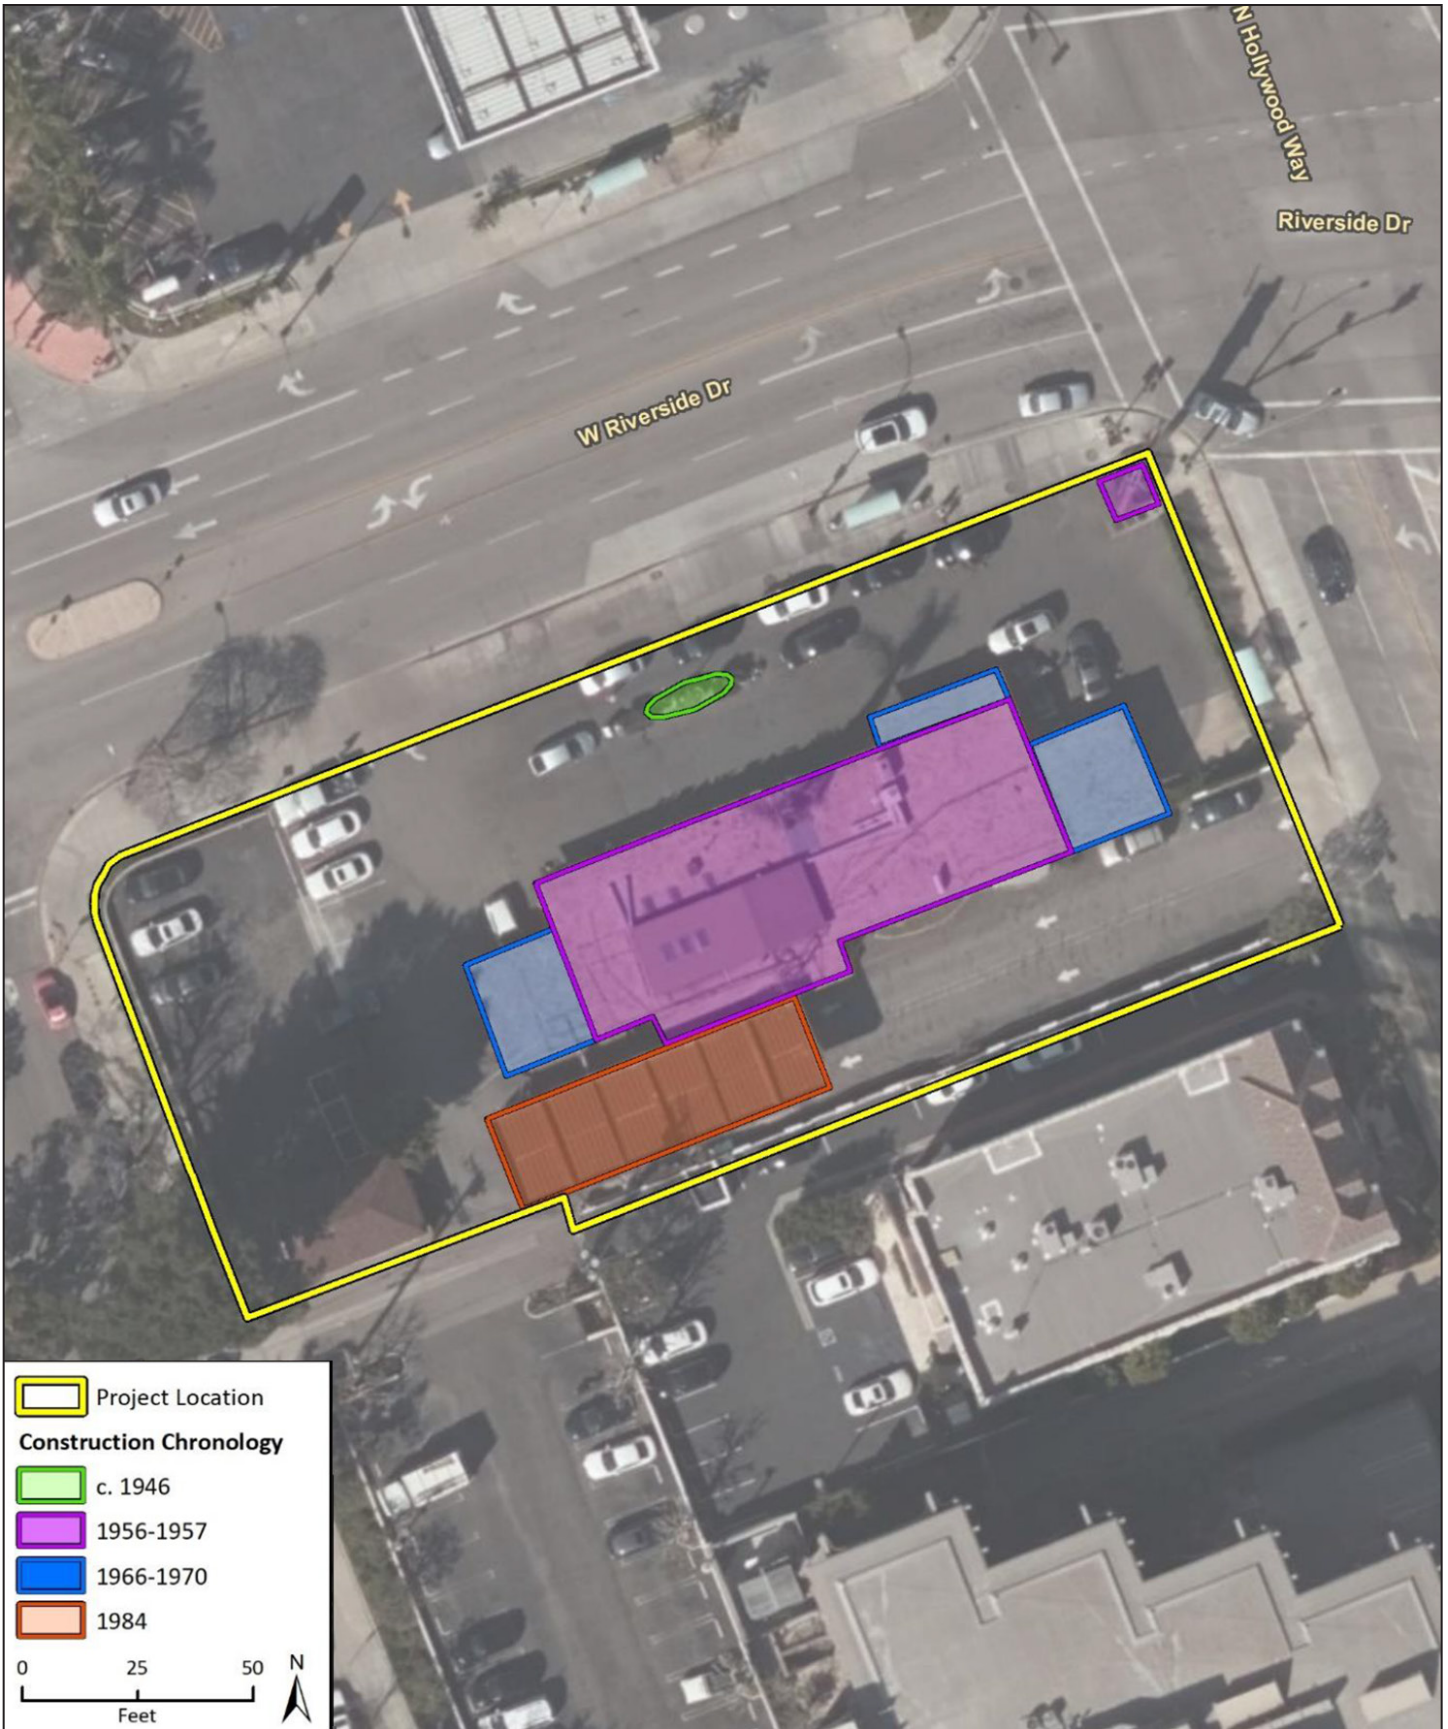 N Hollywood Way
Riverside Dr
W Riverside Dr
Project Location
Construction Chronology
c. 1946
1956-1957
1966-1970
1984
0 25 50
Feet
N